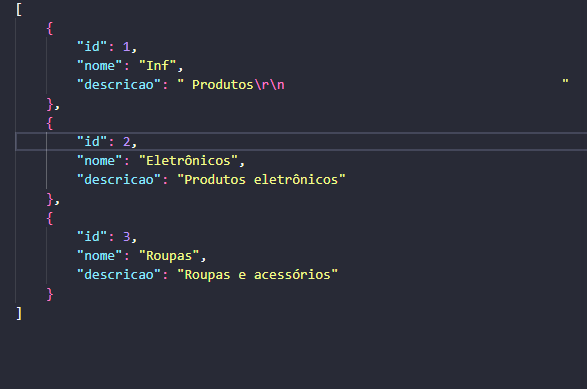 [
    {
        "id": 1,
        "nome": "Inf",
        "descricao": " Produtos\r\n                                    "
    },
    {
        "id": 2,
        "nome": "Eletrônicos",
        "descricao": "Produtos eletrônicos"
    },
    {
        "id": 3,
        "nome": "Roupas",
        "descricao": "Roupas e acessórios"
    }
]